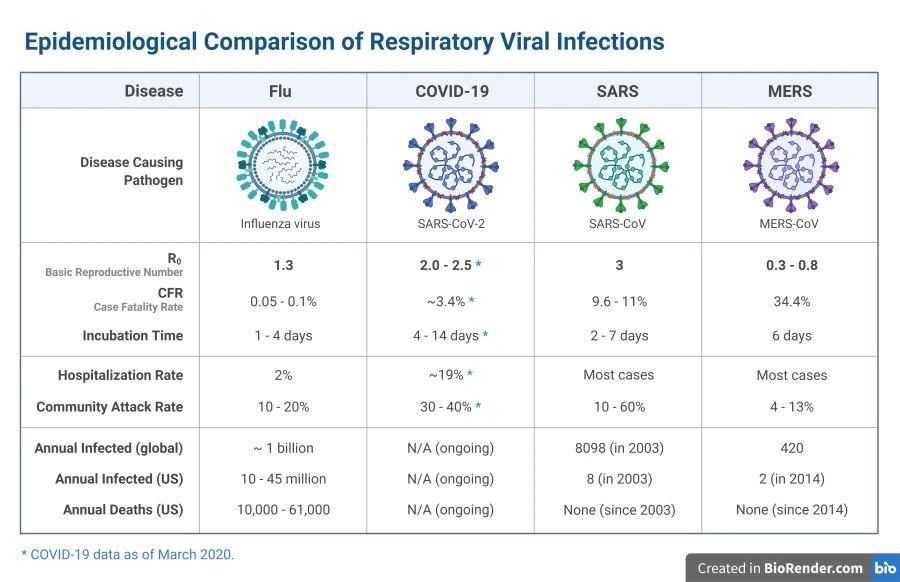 Epidemiological Comparison of Respiratory Viral Infections
Disease Flu COVID-19 SARS MERS
Disease Causing
Pathogen
Influenza virus SARS-CoV-2 SARS-CoV MERS-CoV
R₀ 1.3 2.0 - 2.5 * 3 0.3 - 0.8
Basic Reproductive Number
CFR 0.05 - 0.1% ~3.4% * 9.6 - 11% 34.4%
Case Fatality Rate
Incubation Time 1 - 4 days 4 - 14 days * 2 - 7 days 6 days
Hospitalization Rate 2% ~19% * Most cases Most cases
Community Attack Rate 10 - 20% 30 - 40% * 10 - 60% 4 - 13%
Annual Infected (global) ~ 1 billion N/A (ongoing) 8098 (in 2003) 420
Annual Infected (US) 10 - 45 million N/A (ongoing) 8 (in 2003) 2 (in 2014)
Annual Deaths (US) 10,000 - 61,000 N/A (ongoing) None (since 2003) None (since 2014)
* COVID-19 data as of March 2020.
Created in BioRender.com bio